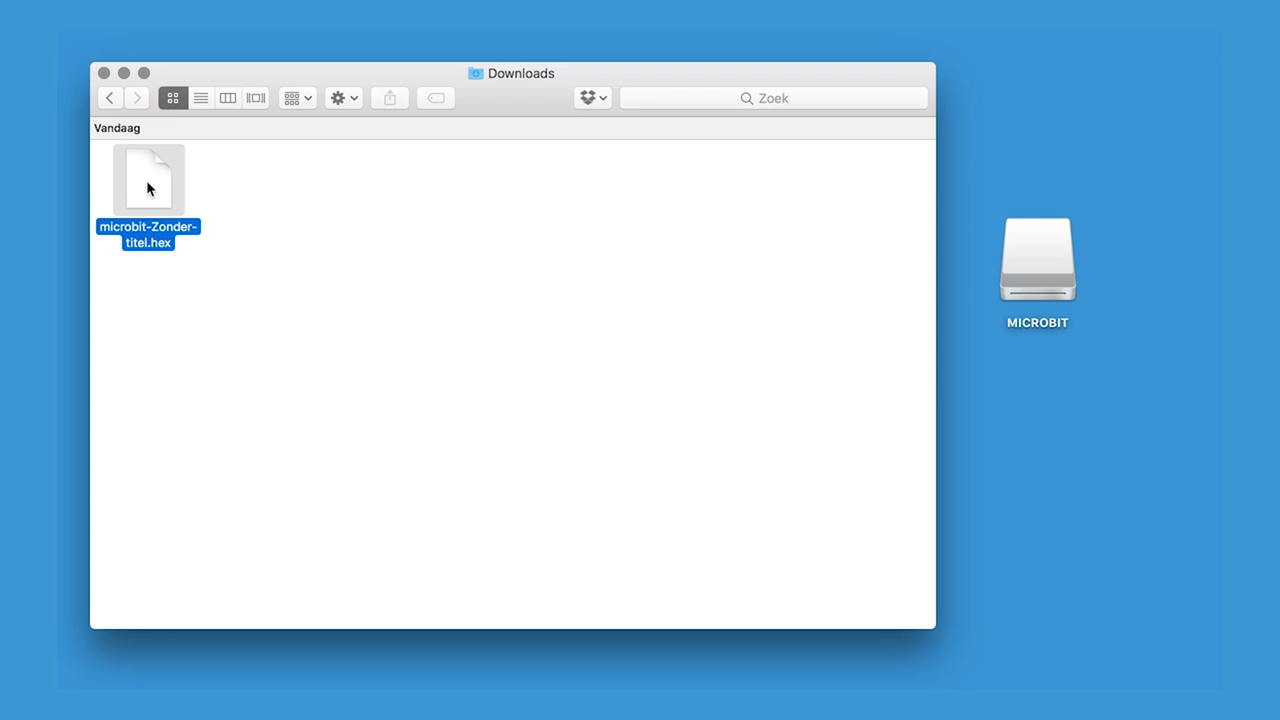 Downloads
Zoek
Vandaag
microbit-Zonder-
titel.hex
MICROBIT